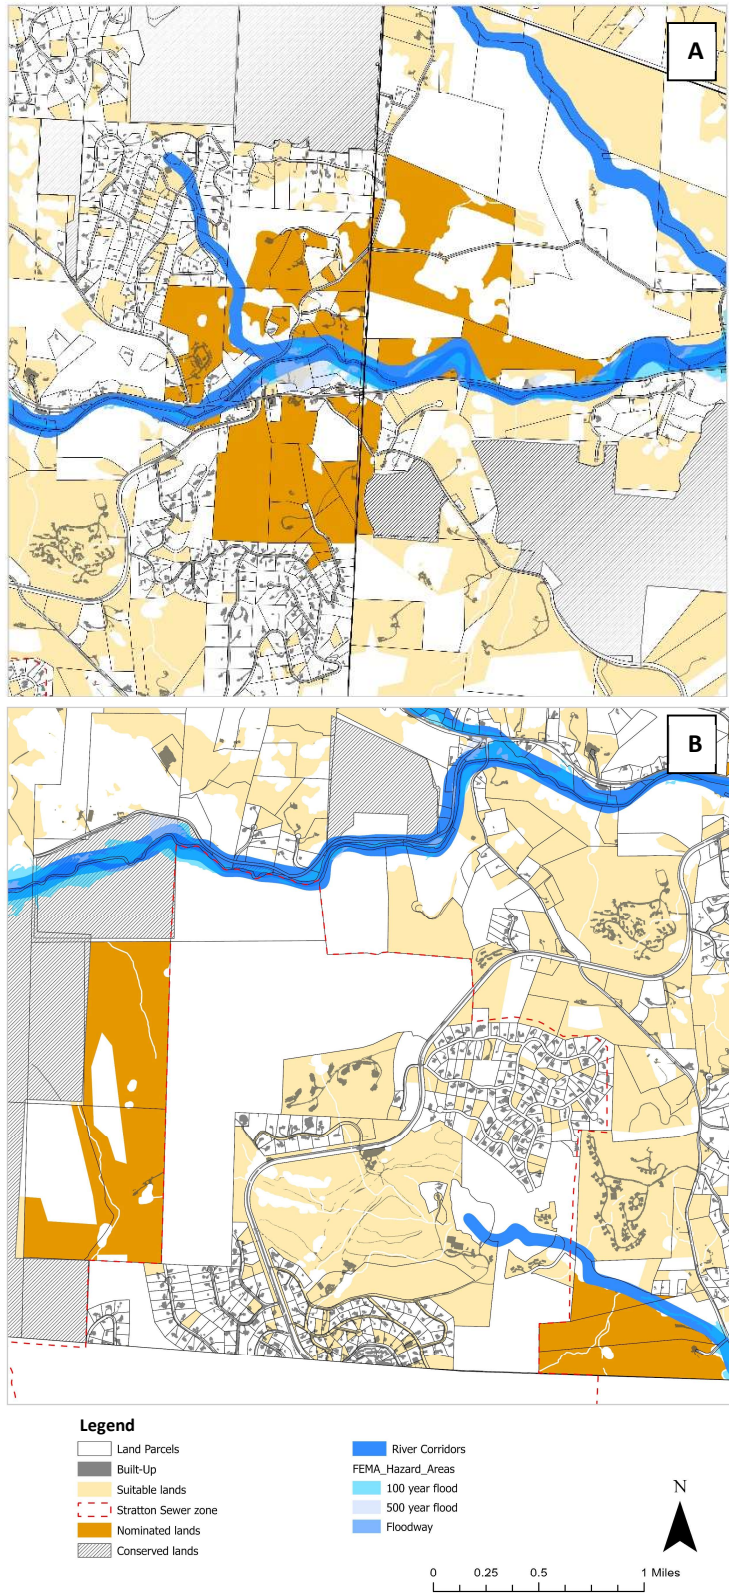 A
B
Legend
Land Parcels
Built-Up
Suitable lands
Stratton Sewer zone
Nominated lands
Conserved lands
River Corridors
FEMA_Hazard_Areas
100 year flood
500 year flood
Floodway
N
0 0.25 0.5 1 Miles